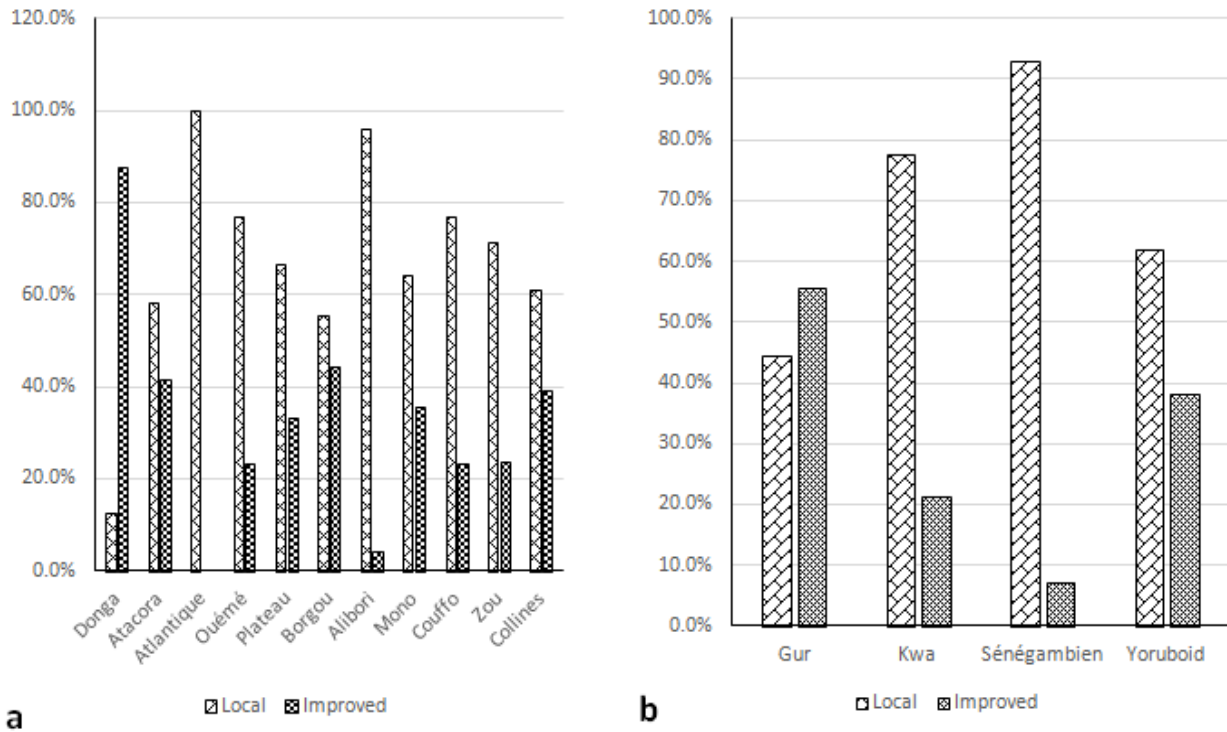 120.0%
100.0%
80.0%
60.0%
40.0%
20.0%
0.0%
Donga
Atacora
Atlantique
Ouémé
Plateau
Borgou
Alibori
Mono
Couffo
Zou
Collines
Local Improved
a
100.0%
90.0%
80.0%
70.0%
60.0%
50.0%
40.0%
30.0%
20.0%
10.0%
0.0%
Gur Kwa Sénégambien Yoruboid
Local Improved
b